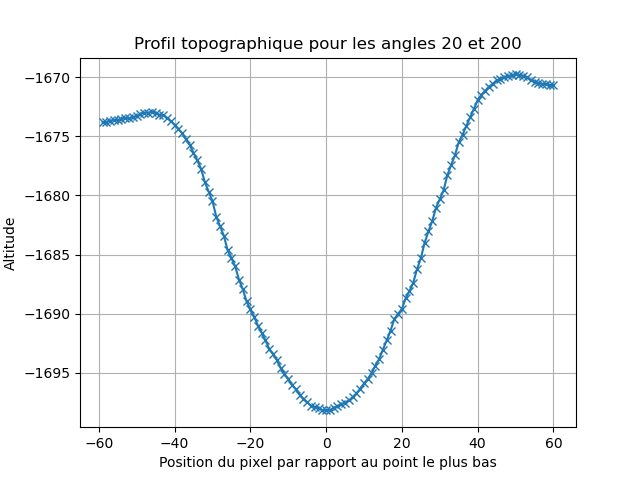 Profil topographique pour les angles 20 et 200
−1670
−1675
−1680
−1685
−1690
−1695
Altitude
−60 −40 −20 0 20 40 60
Position du pixel par rapport au point le plus bas